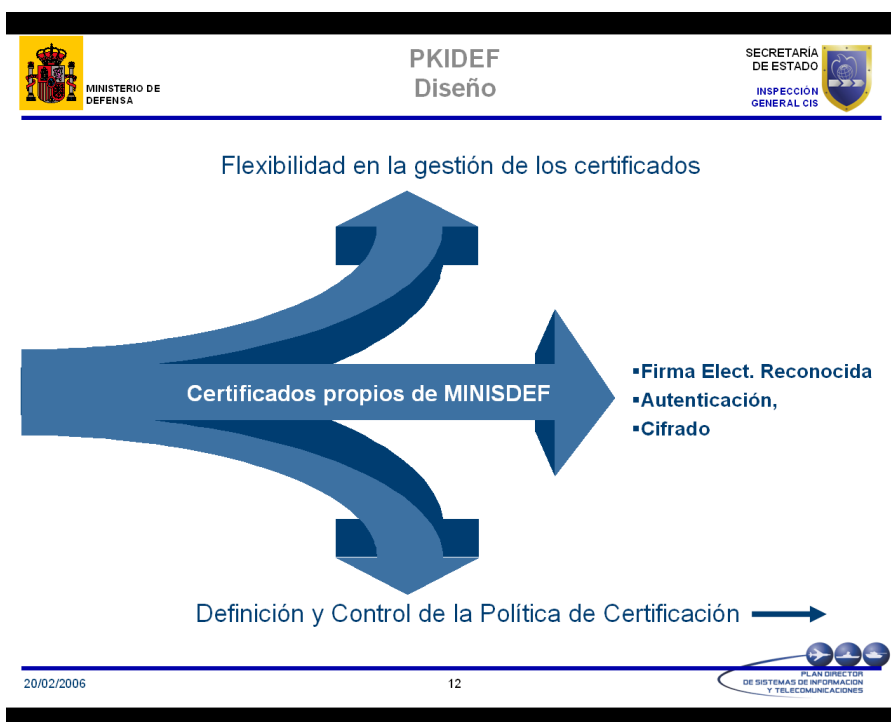 MINISTERIO DE
DEFENSA
PKIDEF
Diseño
SECRETARÍA
DE ESTADO
INSPECCIÓN
GENERAL CIS
Flexibilidad en la gestión de los certificados
Certificados propios de MINISDEF
▪Firma Elect. Reconocida
▪Autenticación,
▪Cifrado
Definición y Control de la Política de Certificación
20/02/2006
12
PLAN DIRECTOR
DE SISTEMAS DE INFORMACION
Y TELECOMUNICACIONES